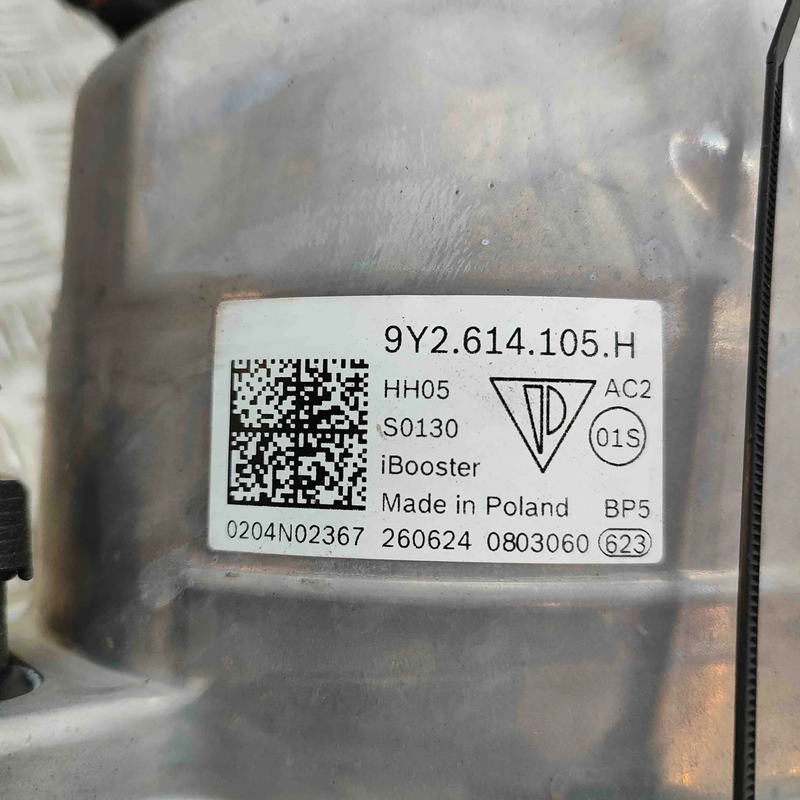 9Y2.614.105.H
HH05 AC2
S0130 01S
iBooster
Made in Poland BP5
0204N02367 260624 0803060 623